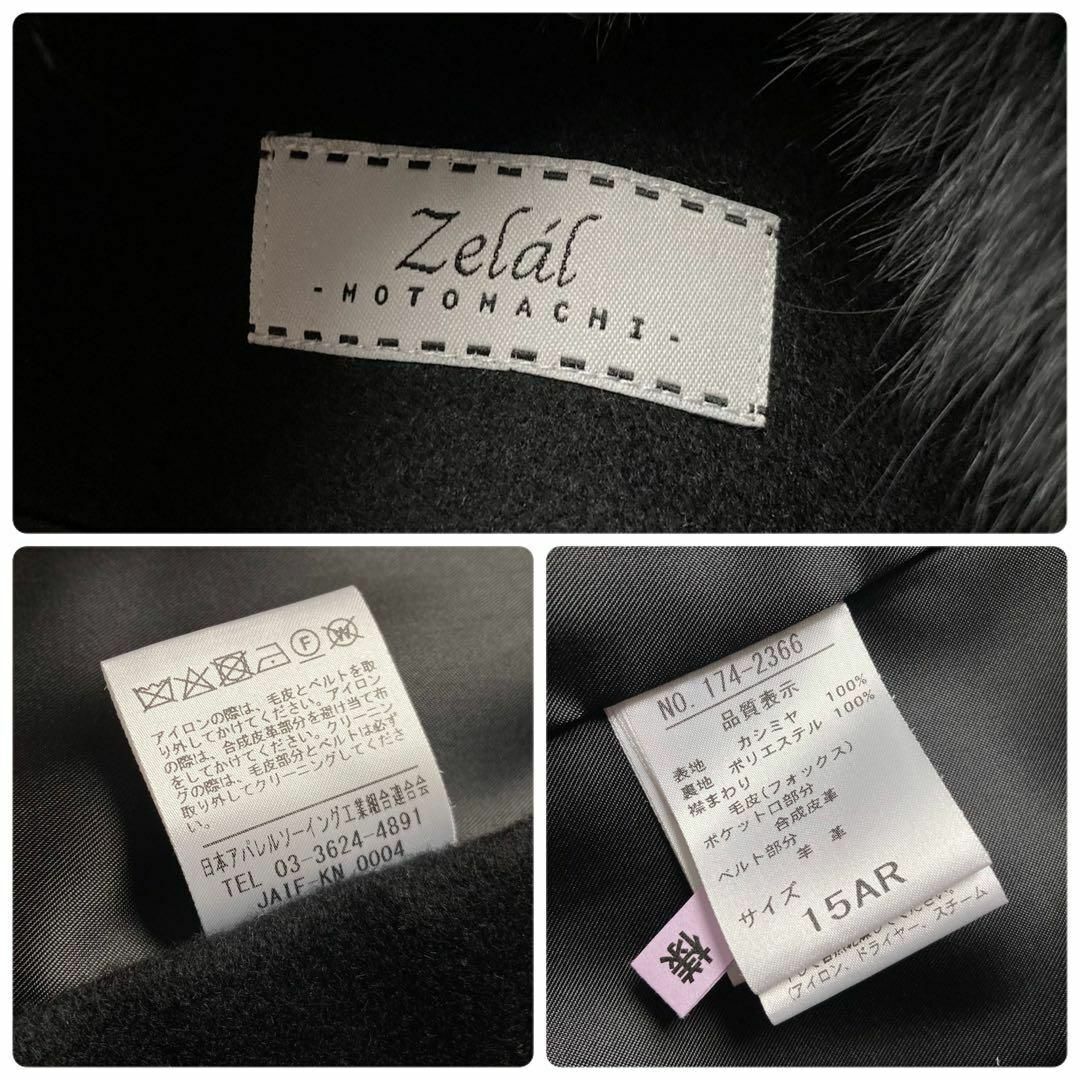 Zelál
-MOTOMACHI-
F
W
アイロンの際は、毛皮とベルトを取
り外してかけてください。アイロン
の際は、合成皮革部分を避け当て布
をしてかけてください。クリーニン
グの際は、毛皮部分とベルトは必ず
取り外してクリーニングしてくださ
い。
日本アパレルソーイング工業組合連合会
TEL 03-3624-4891
JAIF-KN 0004
NO. 174-2366
品質表示
表地 カシミヤ 100%
裏地 ポリエステル 100%
襟まわり
毛皮(フォックス)
ポケット口部分
合成皮革
ベルト部分
羊革
サイズ
15AR
(アイロン、ドライヤー、スチーム